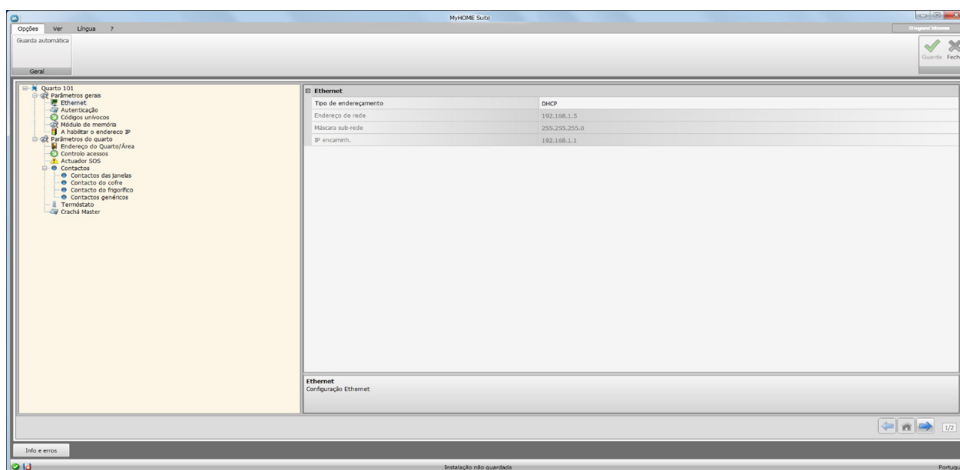 MyHOME Suite
Opções Ver Língua ?
Guarda automática
Guarde Fech
Geral
Quarto 101
Parâmetros gerais
Ethernet
Autenticação
Códigos unívocos
Módulo de memória
A habilitar o endereço IP
Parâmetros do quarto
Endereço do Quarto/Área
Controlo acessos
Actuador SOS
Contactos
Contactos das janelas
Contacto do cofre
Contacto do frigorífico
Contactos genéricos
Termóstato
Crachá Master
Ethernet
Tipo de endereçamento DHCP
Endereço de rede 192.168.1.5
Máscara sub-rede 255.255.255.0
IP encaminh. 192.168.1.1
Ethernet
Configuração Ethernet
1/2
Info e erros
Instalação não guardada
Portugu